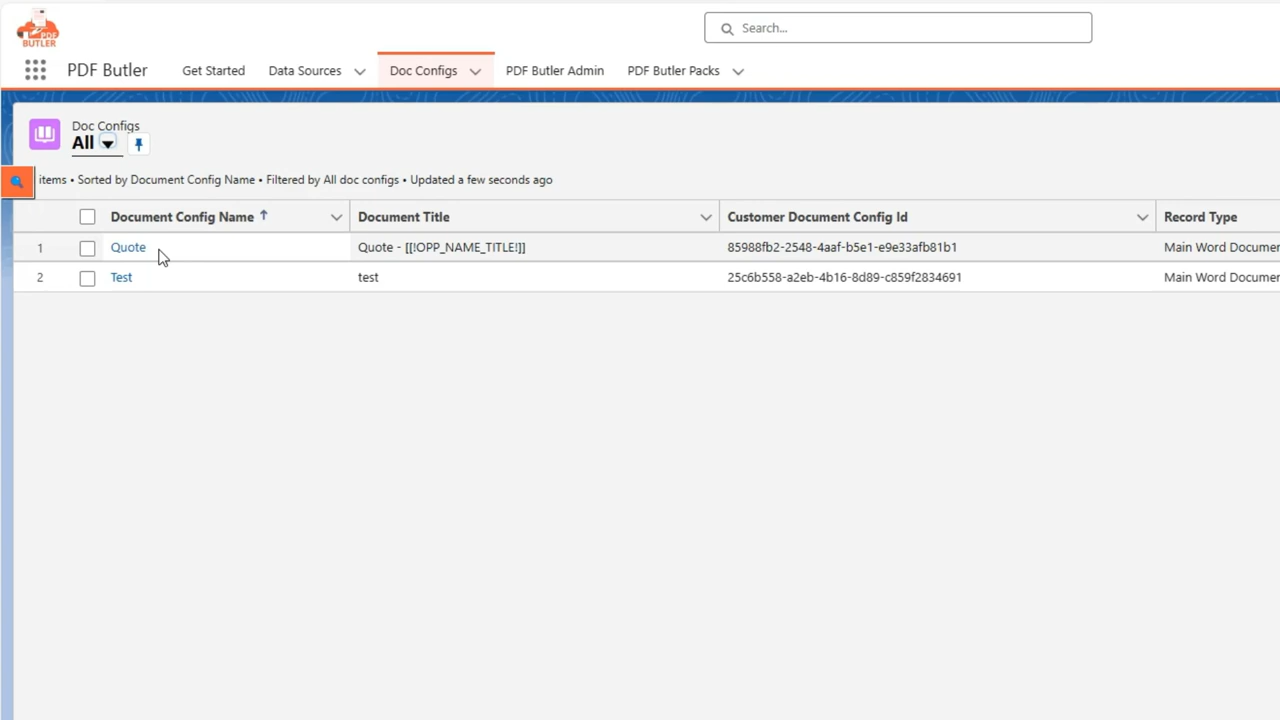 PDF
BUTLER
Search...
PDF Butler
Get Started
Data Sources
Doc Configs
PDF Butler Admin
PDF Butler Packs
Doc Configs
All
items • Sorted by Document Config Name • Filtered by All doc configs • Updated a few seconds ago
Document Config Name
Document Title
Customer Document Config Id
Record Type
1 Quote Quote - [[!OPP_NAME_TITLE!]] 85988fb2-2548-4aaf-b5e1-e9e33afb81b1 Main Word Documen
2 Test test 25c6b558-a2eb-4b16-8d89-c859f2834691 Main Word Documen